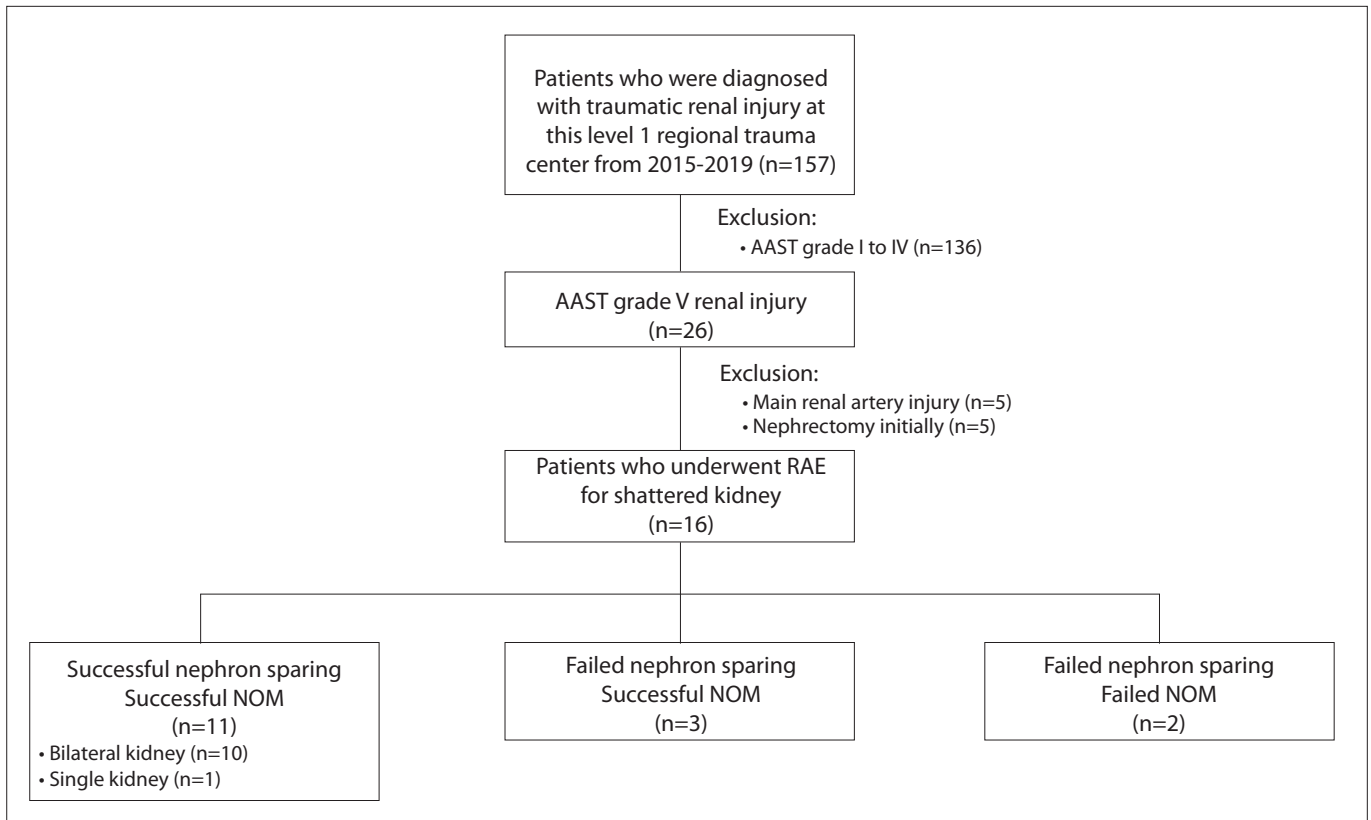 Patients who were diagnosed
with traumatic renal injury at
this level 1 regional trauma
center from 2015-2019 (n=157)
Exclusion:
• AAST grade I to IV (n=136)
AAST grade V renal injury
(n=26)
Exclusion:
• Main renal artery injury (n=5)
• Nephrectomy initially (n=5)
Patients who underwent RAE
for shattered kidney
(n=16)
Successful nephron sparing
Successful NOM
(n=11)
• Bilateral kidney (n=10)
• Single kidney (n=1)
Failed nephron sparing
Successful NOM
(n=3)
Failed nephron sparing
Failed NOM
(n=2)